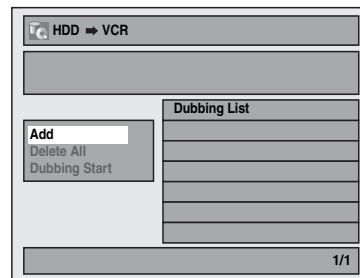 HDD ➡ VCR
Dubbing List
Add
Delete All
Dubbing Start
1/1